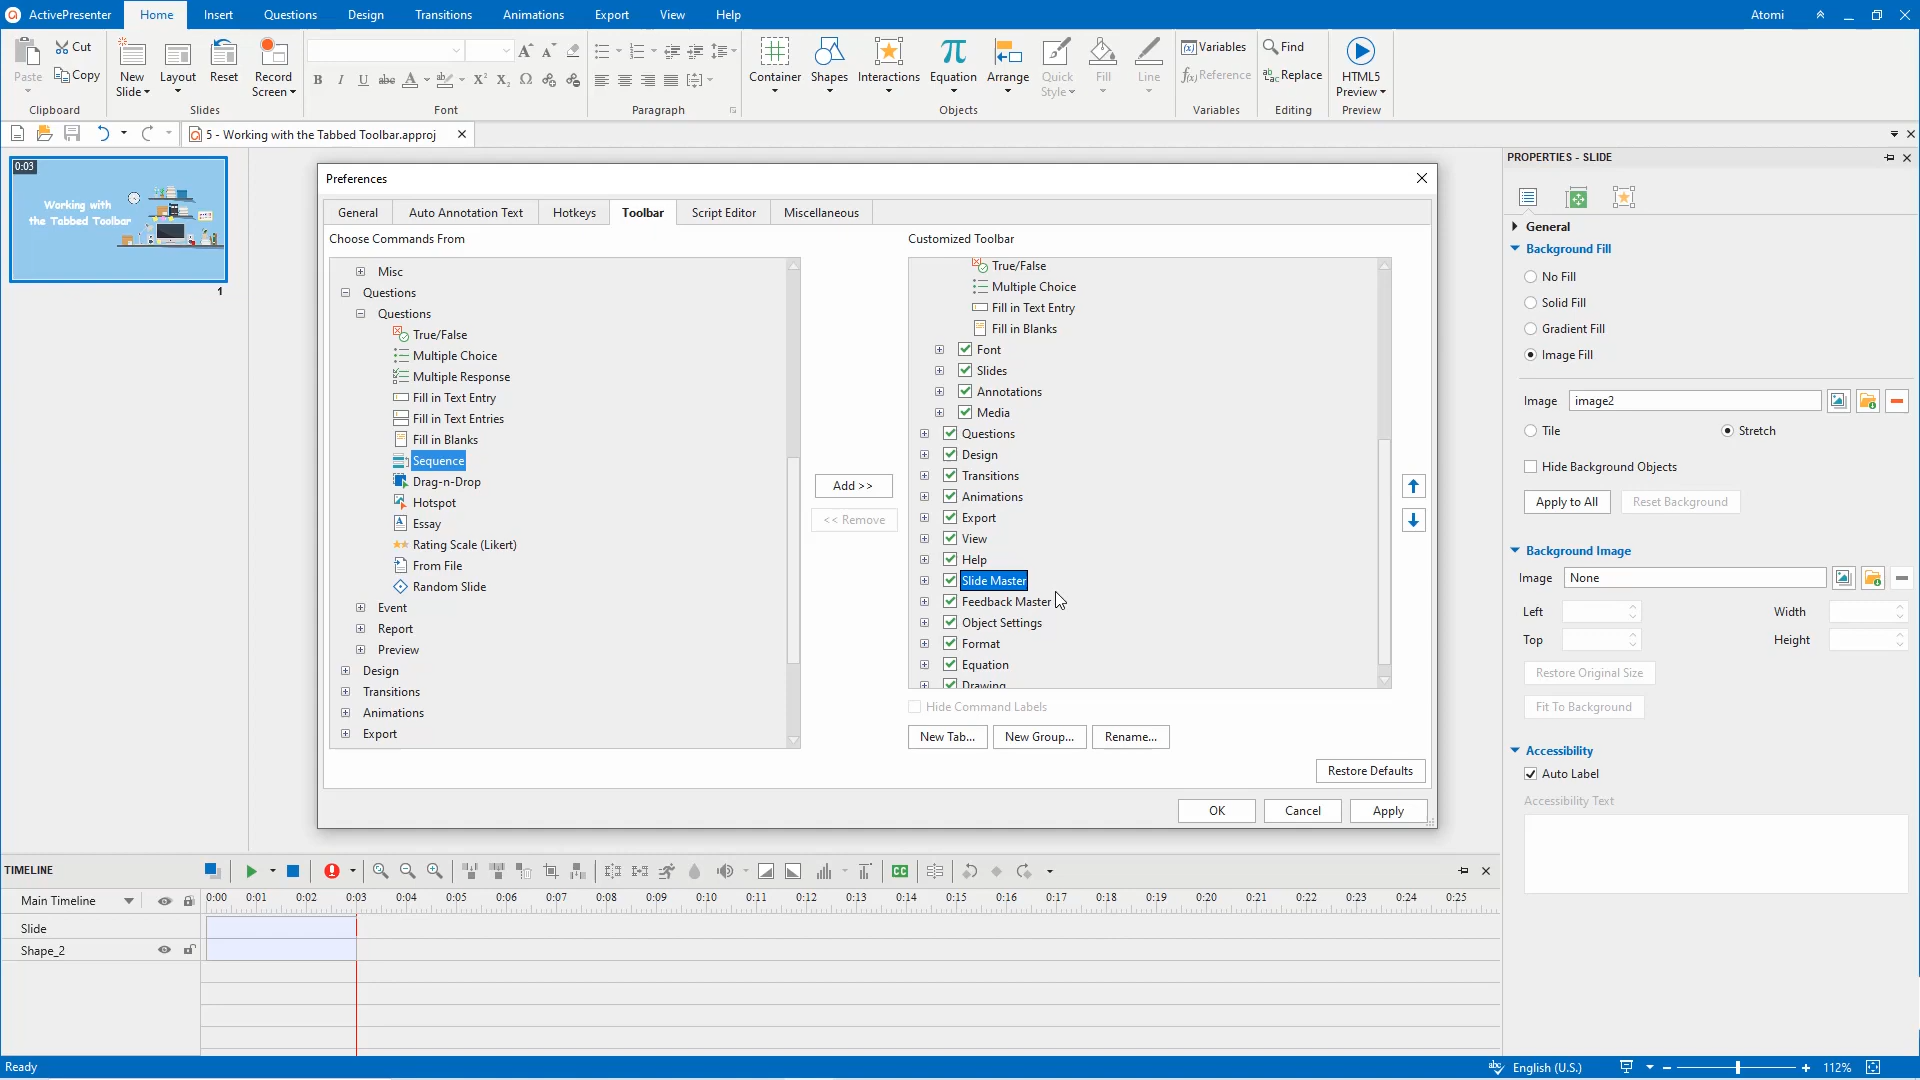 ActivePresenter Home Insert Questions Design Transitions Animations Export View Help Atomi
Paste Cut Copy Clipboard
New Slide Layout Reset Record Screen Slides
B I U abc A ab X² X₂ Ω Font
Paragraph
Container Shapes Interactions Equation Arrange Quick Style Fill Line Objects
(x) Variables
fx Reference
Variables
Find
Replace
Editing
HTML5 Preview
Preview
5 - Working with the Tabbed Toolbar.approj
0:03
Working with
the Tabbed Toolbar
1
Preferences
General Auto Annotation Text Hotkeys Toolbar Script Editor Miscellaneous
Choose Commands From
Misc
Questions
Questions
True/False
Multiple Choice
Multiple Response
Fill in Text Entry
Fill in Text Entries
Fill in Blanks
Sequence
Drag-n-Drop
Hotspot
Essay
Rating Scale (Likert)
From File
Random Slide
Event
Report
Preview
Design
Transitions
Animations
Export
Add >>
<< Remove
Customized Toolbar
True/False
Multiple Choice
Fill in Text Entry
Fill in Blanks
Font
Slides
Annotations
Media
Questions
Design
Transitions
Animations
Export
View
Help
Slide Master
Feedback Master
Object Settings
Format
Equation
Drawing
Hide Command Labels
New Tab... New Group... Rename...
Restore Defaults
OK Cancel Apply
PROPERTIES - SLIDE
General
Background Fill
No Fill
Solid Fill
Gradient Fill
Image Fill
Image image2
Tile Stretch
Hide Background Objects
Apply to All Reset Background
Background Image
Image None
Left Width
Top Height
Restore Original Size
Fit To Background
Accessibility
Auto Label
Accessibility Text
TIMELINE
CC
Main Timeline 0:00 0:01 0:02 0:03 0:04 0:05 0:06 0:07 0:08 0:09 0:10 0:11 0:12 0:13 0:14 0:15 0:16 0:17 0:18 0:19 0:20 0:21 0:22 0:23 0:24 0:25
Slide
Shape_2
Ready abc English (U.S.) 112%